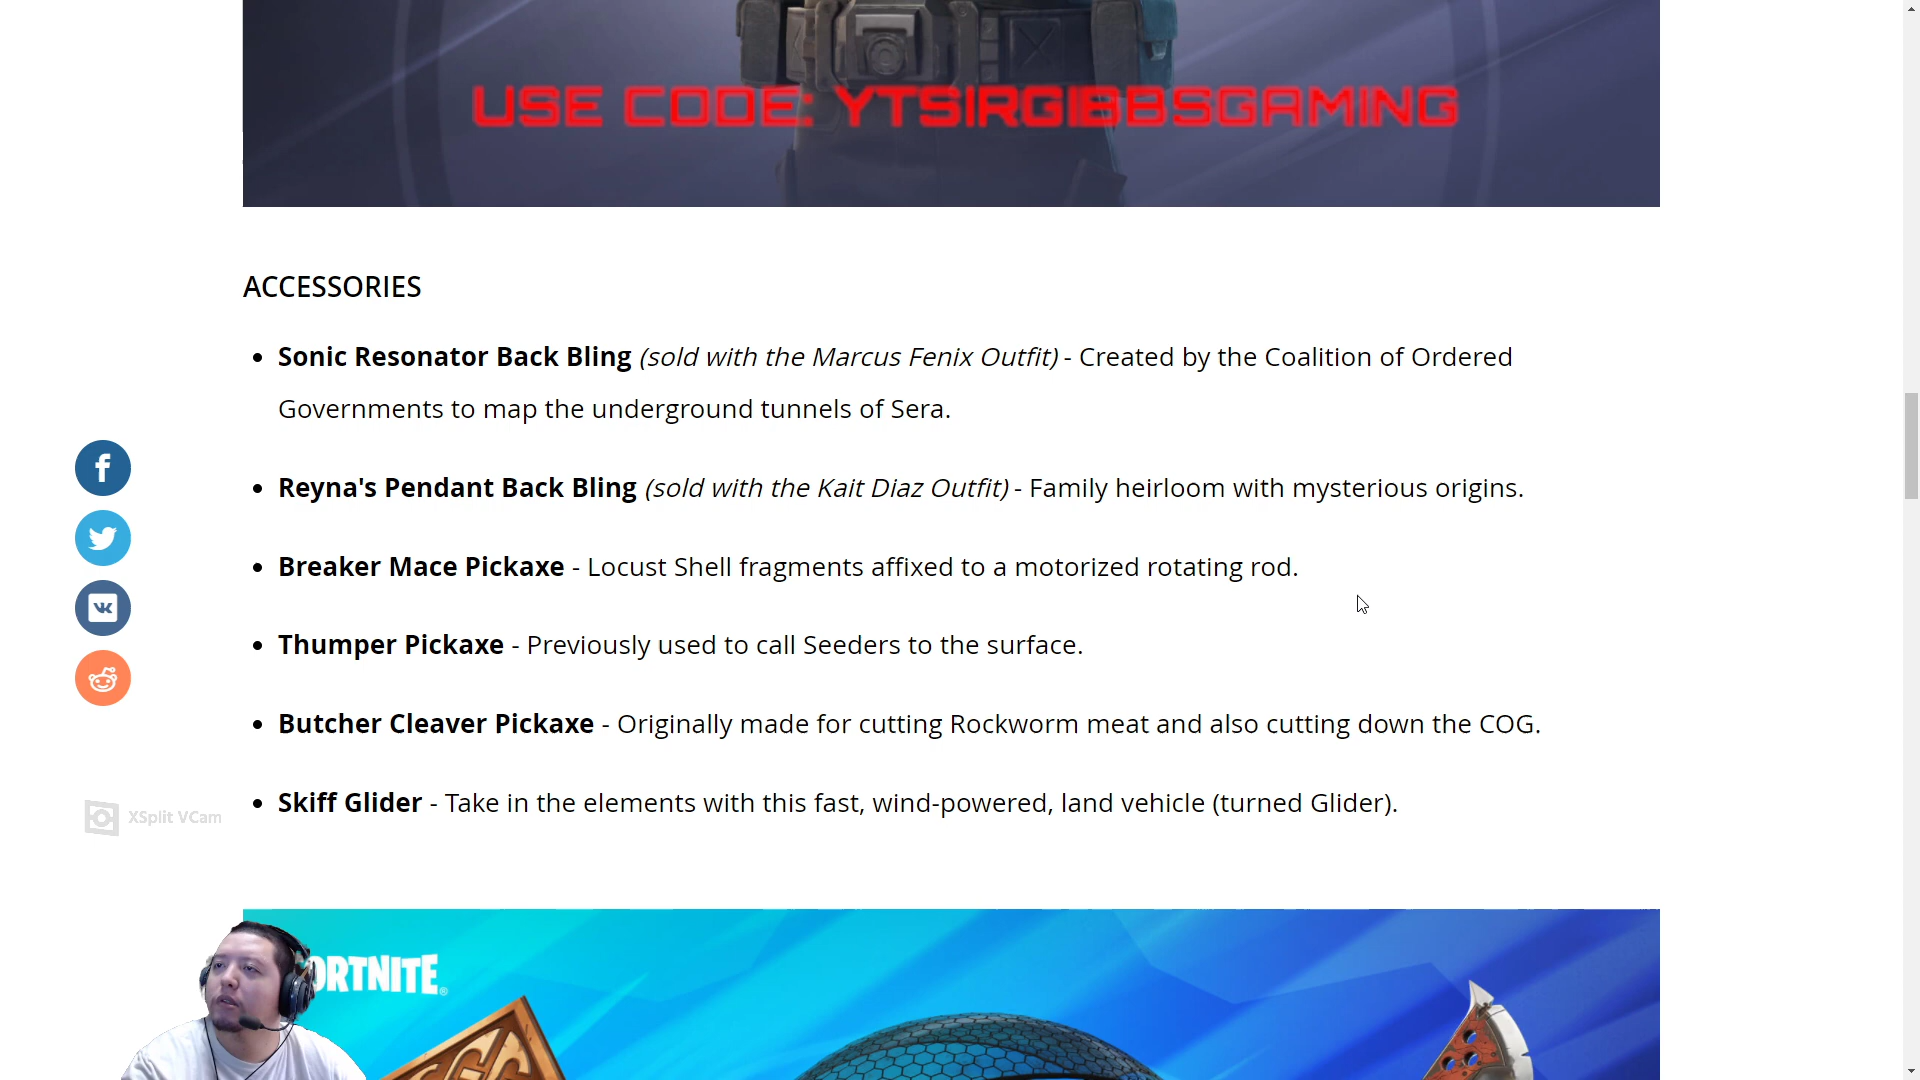 USE CODE: YTSIRGIBBSGAMING
ACCESSORIES
• Sonic Resonator Back Bling (sold with the Marcus Fenix Outfit) - Created by the Coalition of Ordered
Governments to map the underground tunnels of Sera.
• Reyna's Pendant Back Bling (sold with the Kait Diaz Outfit) - Family heirloom with mysterious origins.
• Breaker Mace Pickaxe - Locust Shell fragments affixed to a motorized rotating rod.
• Thumper Pickaxe - Previously used to call Seeders to the surface.
• Butcher Cleaver Pickaxe - Originally made for cutting Rockworm meat and also cutting down the COG.
• Skiff Glider - Take in the elements with this fast, wind-powered, land vehicle (turned Glider).
XSplit VCam
ORTNITE